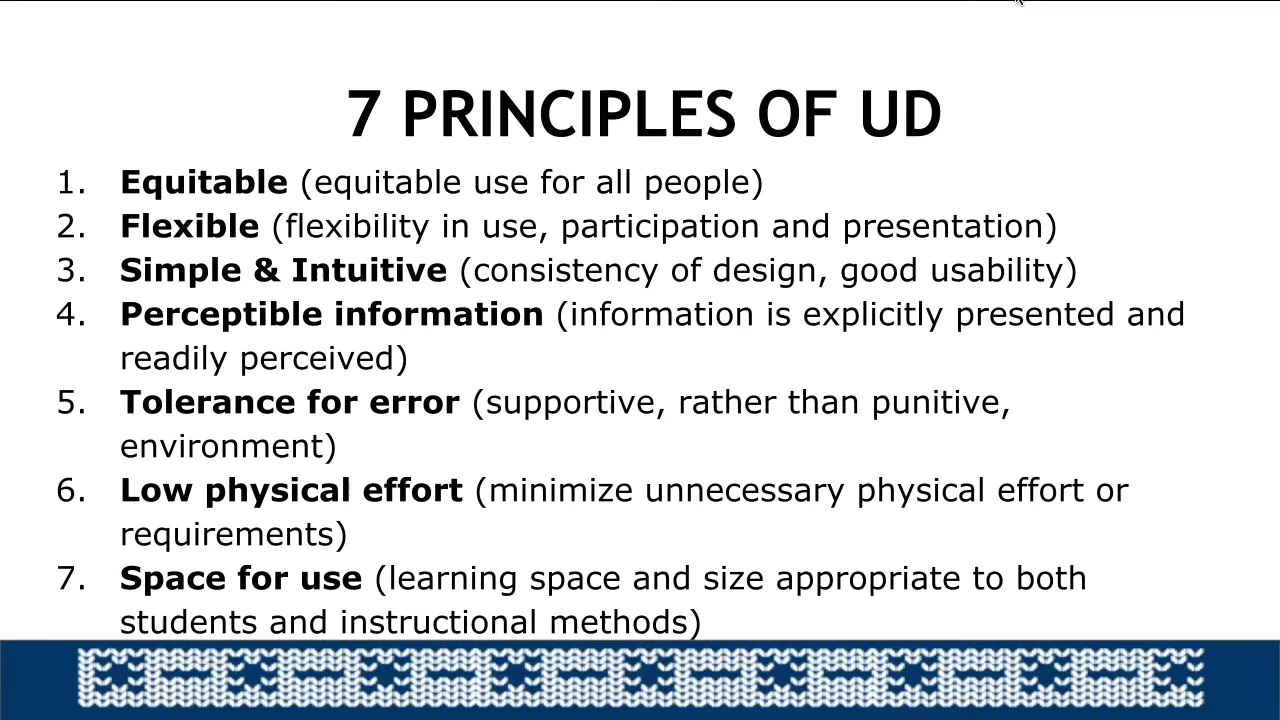 7 PRINCIPLES OF UD
1. Equitable (equitable use for all people)
2. Flexible (flexibility in use, participation and presentation)
3. Simple & Intuitive (consistency of design, good usability)
4. Perceptible information (information is explicitly presented and
readily perceived)
5. Tolerance for error (supportive, rather than punitive,
environment)
6. Low physical effort (minimize unnecessary physical effort or
requirements)
7. Space for use (learning space and size appropriate to both
students and instructional methods)